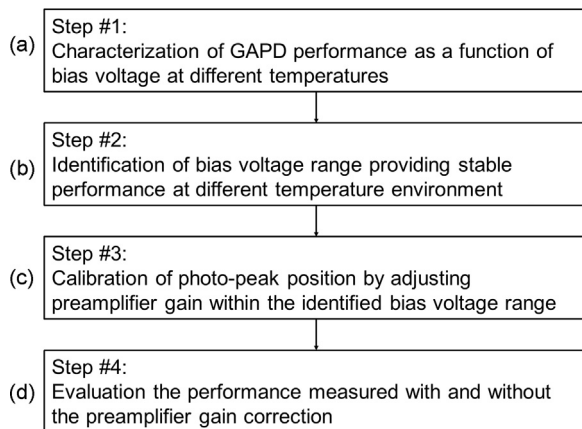 (a)
Step #1:
Characterization of GAPD performance as a function of
bias voltage at different temperatures
(b)
Step #2:
Identification of bias voltage range providing stable
performance at different temperature environment
(c)
Step #3:
Calibration of photo-peak position by adjusting
preamplifier gain within the identified bias voltage range
(d)
Step #4:
Evaluation the performance measured with and without
the preamplifier gain correction